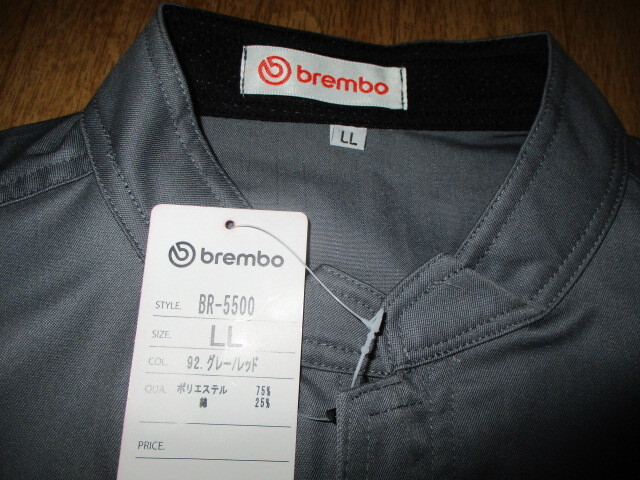 brembo
LL
brembo
STYLE. BR-5500
SIZE. LL
COL. 92.グレー/レッド
QUA. ポリエステル 75%
綿 25%
PRICE.